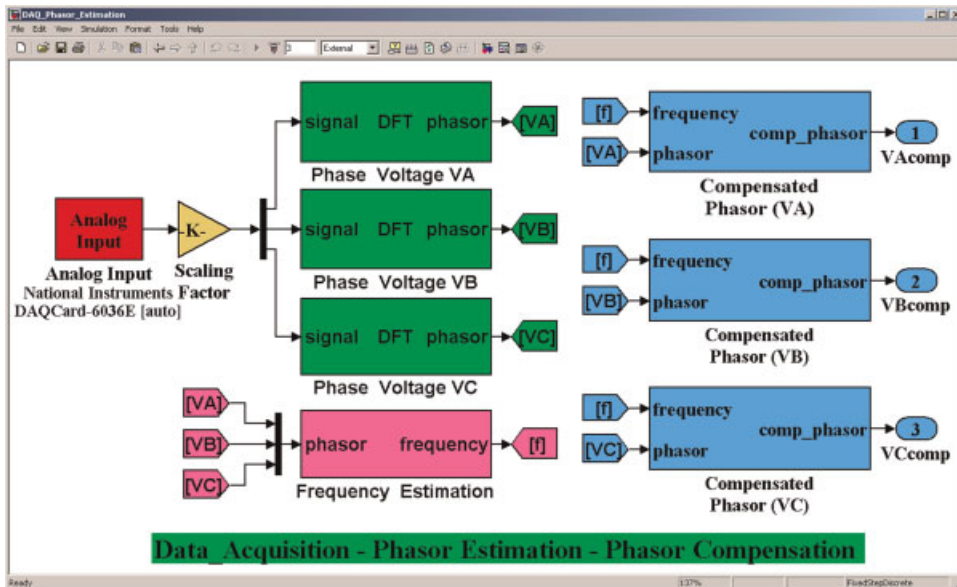 DAQ_Phasor_Estimation
File Edit View Simulation Format Tools Help
3 External
signal DFT phasor
[VA]
Phase Voltage VA
[f]
[VA]
frequency
phasor
comp_phasor
1
VAcomp
Compensated
Phasor (VA)
Analog
Input
Analog Input
National Instruments
DAQCard-6036E [auto]
-K-
Scaling
Factor
signal DFT phasor
[VB]
Phase Voltage VB
[f]
[VB]
frequency
phasor
comp_phasor
2
VBcomp
Compensated
Phasor (VB)
signal DFT phasor
[VC]
Phase Voltage VC
[VA]
[VB]
[VC]
phasor frequency
[f]
Frequency Estimation
[f]
[VC]
frequency
phasor
comp_phasor
3
VCcomp
Compensated
Phasor (VC)
Data_Acquisition - Phasor Estimation - Phasor Compensation
Ready 137% FixedStepDiscrete